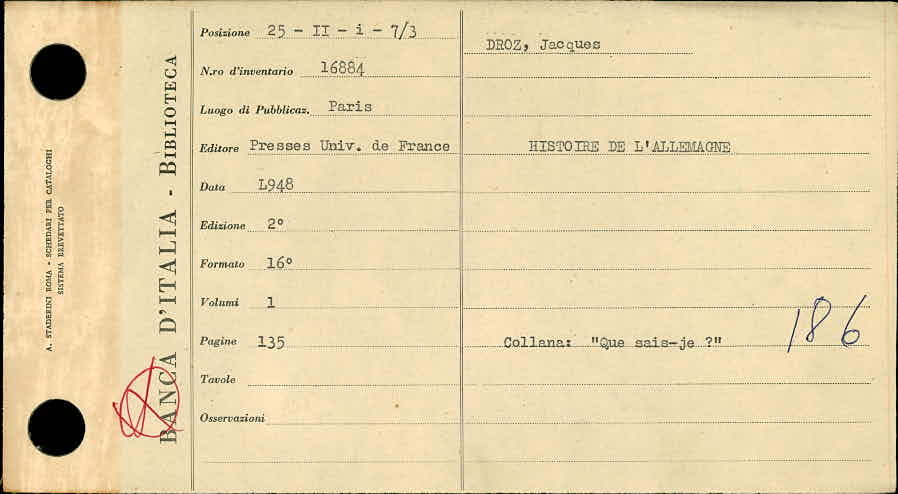 A. STADERINI ROMA - SCHEDARI PER CATALOGHI
SISTEMA BREVETTATO
BANCA D'ITALIA - BIBLIOTECA
Posizione 25 - II - i - 7/3
N.ro d'inventario 16884
Luogo di Pubblicaz. Paris
Editore Presses Univ. de France
Data L948
Edizione 2°
Formato 16°
Volumi 1
Pagine 135
Tavole
Osservazioni
DROZ, Jacques
HISTOIRE DE L'ALLEMAGNE
Collana: "Que sais-je ?"
186